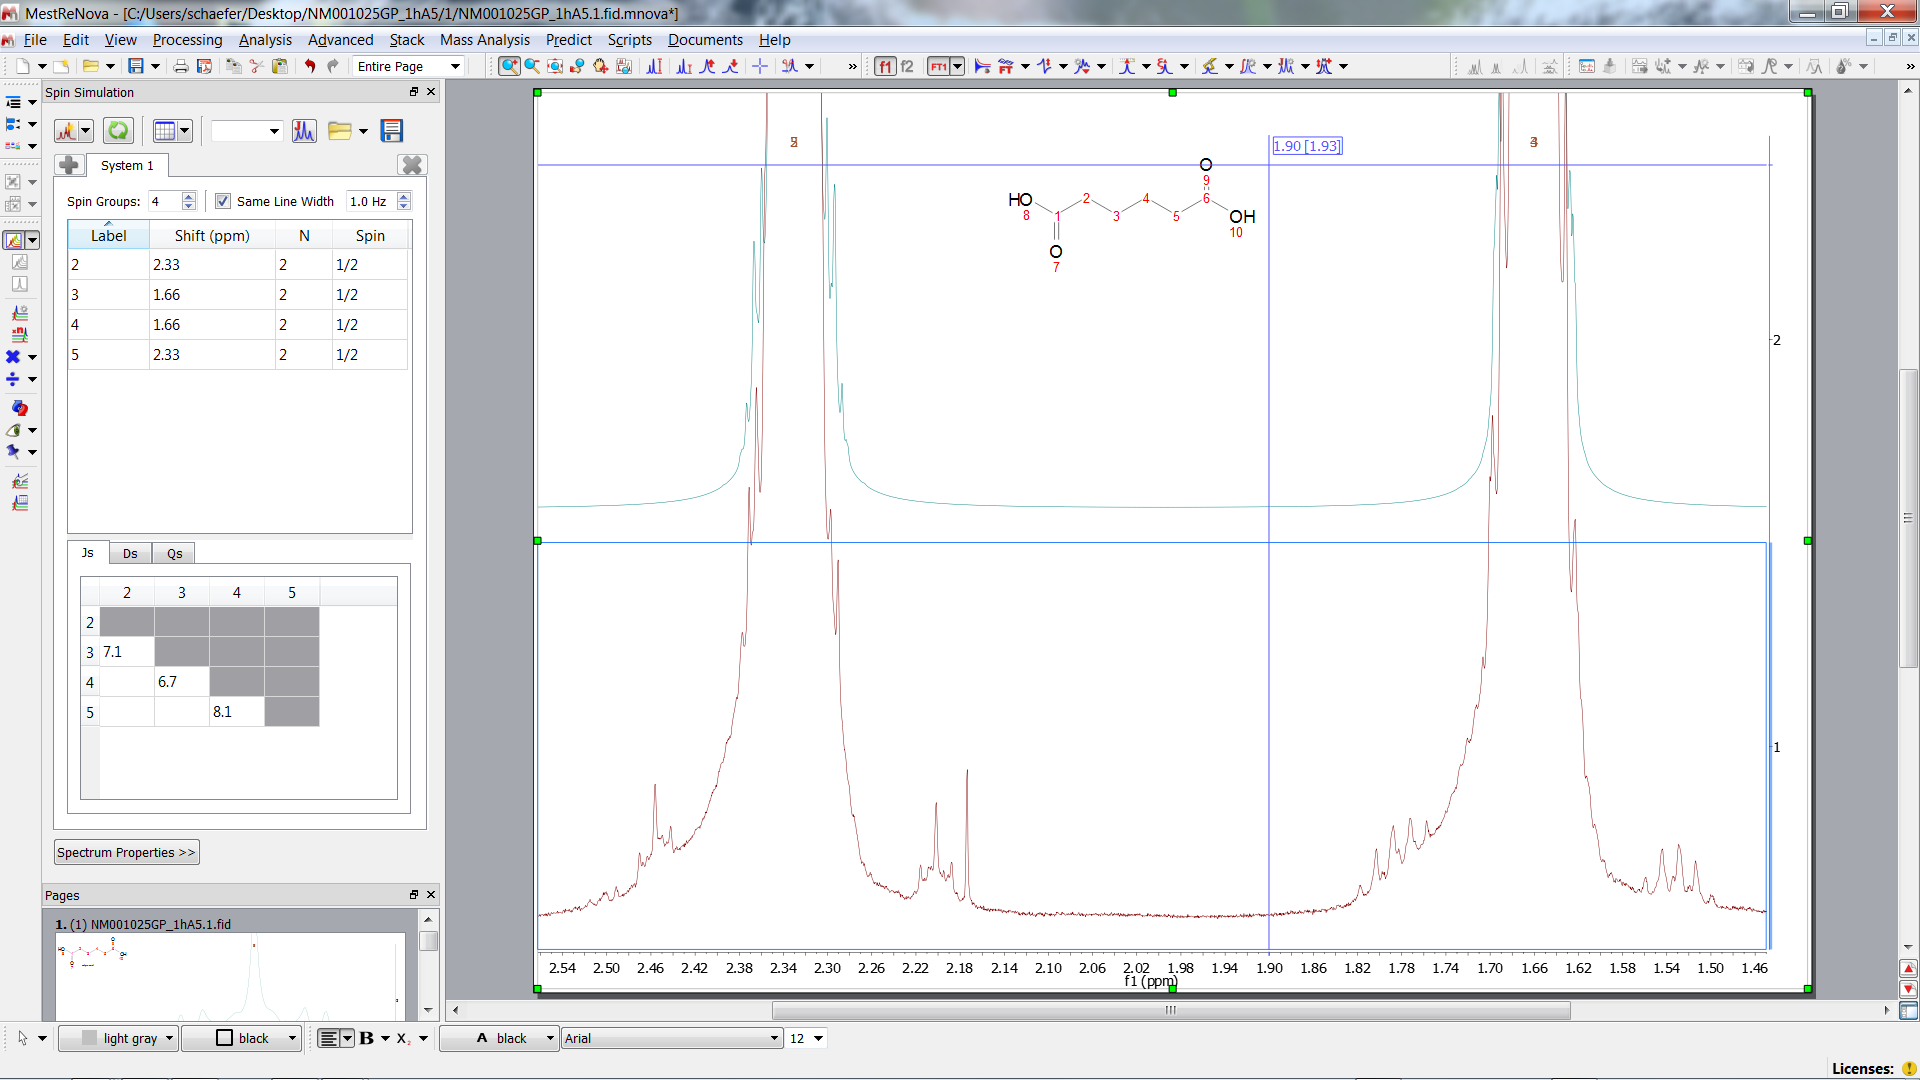 MestReNova - [C:/Users/schaefer/Desktop/NM001025GP_1hA5/1/NM001025GP_1hA5.1.fid.mnova*]
File Edit View Processing Analysis Advanced Stack Mass Analysis Predict Scripts Documents Help
Entire Page f1 f2 FT1
Spin Simulation
System 1
Spin Groups: 4 Same Line Width 1.0 Hz
Label Shift (ppm) N Spin
2 2.33 2 1/2
3 1.66 2 1/2
4 1.66 2 1/2
5 2.33 2 1/2
Js Ds Qs
2 3 4 5
2
3 7.1
4 6.7
5 8.1
Spectrum Properties >>
Pages
1. (1) NM001025GP_1hA5.1.fid
1.90 [1.93]
O
9
HO 2 4 6
8 1 3 5 OH
10
O
7
2
1
2.54 2.50 2.46 2.42 2.38 2.34 2.30 2.26 2.22 2.18 2.14 2.10 2.06 2.02 1.98 1.94 1.90 1.86 1.82 1.78 1.74 1.70 1.66 1.62 1.58 1.54 1.50 1.46
f1 (ppm)
light gray black B X2 A black Arial 12
Licenses: